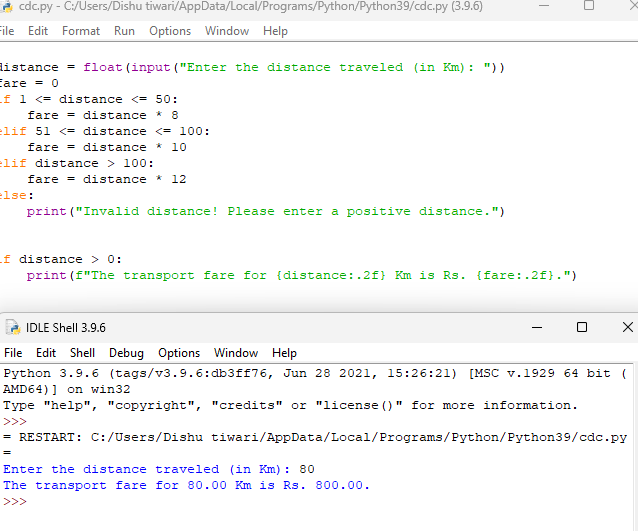 cdc.py - C:/Users/Dishu tiwari/AppData/Local/Programs/Python/Python39/cdc.py (3.9.6)
File Edit Format Run Options Window Help
distance = float(input("Enter the distance traveled (in Km): "))
fare = 0
if 1 <= distance <= 50:
    fare = distance * 8
elif 51 <= distance <= 100:
    fare = distance * 10
elif distance > 100:
    fare = distance * 12
else:
    print("Invalid distance! Please enter a positive distance.")
if distance > 0:
    print(f"The transport fare for {distance:.2f} Km is Rs. {fare:.2f}.")
IDLE Shell 3.9.6
File Edit Shell Debug Options Window Help
Python 3.9.6 (tags/v3.9.6:db3ff76, Jun 28 2021, 15:26:21) [MSC v.1929 64 bit (
AMD64)] on win32
Type "help", "copyright", "credits" or "license()" for more information.
>>>
= RESTART: C:/Users/Dishu tiwari/AppData/Local/Programs/Python/Python39/cdc.py
=
Enter the distance traveled (in Km): 80
The transport fare for 80.00 Km is Rs. 800.00.
>>>